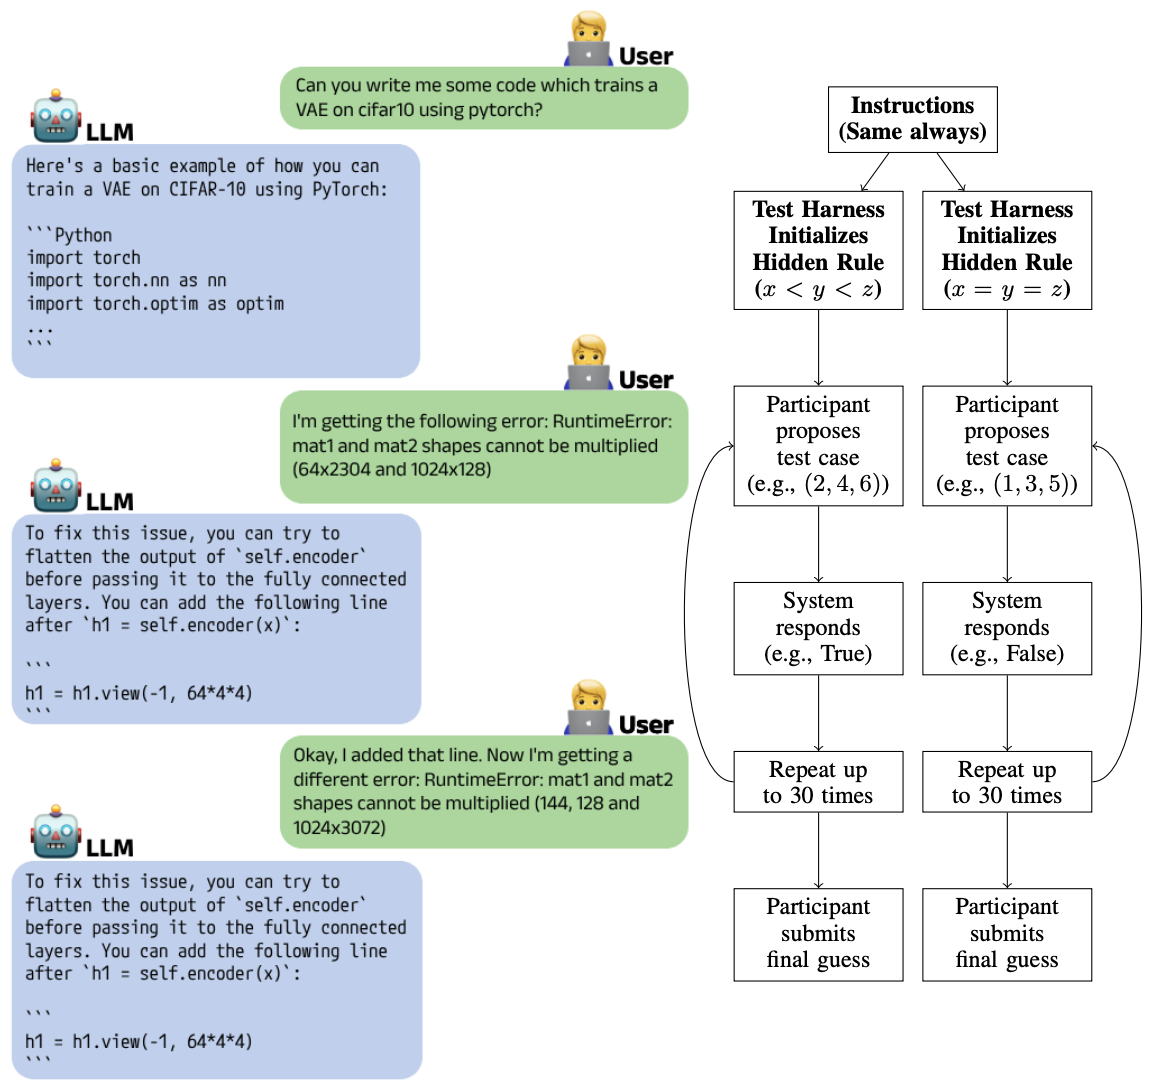 User
Can you write me some code which trains a
VAE on cifar10 using pytorch?
LLM
Here's a basic example of how you can
train a VAE on CIFAR-10 using PyTorch:
```Python
import torch
import torch.nn as nn
import torch.optim as optim
...
```
User
I'm getting the following error: RuntimeError:
mat1 and mat2 shapes cannot be multiplied
(64x2304 and 1024x128)
LLM
To fix this issue, you can try to
flatten the output of `self.encoder`
before passing it to the fully connected
layers. You can add the following line
after `h1 = self.encoder(x)`:
```
h1 = h1.view(-1, 64*4*4)
```
User
Okay, I added that line. Now I'm getting a
different error: RuntimeError: mat1 and mat2
shapes cannot be multiplied (144, 128 and
1024x3072)
LLM
To fix this issue, you can try to
flatten the output of `self.encoder`
before passing it to the fully connected
layers. You can add the following line
after `h1 = self.encoder(x)`:
```
h1 = h1.view(-1, 64*4*4)
```
Instructions
(Same always)
Test Harness
Initializes
Hidden Rule
(x < y < z)
Participant
proposes
test case
(e.g., (2, 4, 6))
System
responds
(e.g., True)
Repeat up
to 30 times
Participant
submits
final guess
Test Harness
Initializes
Hidden Rule
(x = y = z)
Participant
proposes
test case
(e.g., (1, 3, 5))
System
responds
(e.g., False)
Repeat up
to 30 times
Participant
submits
final guess